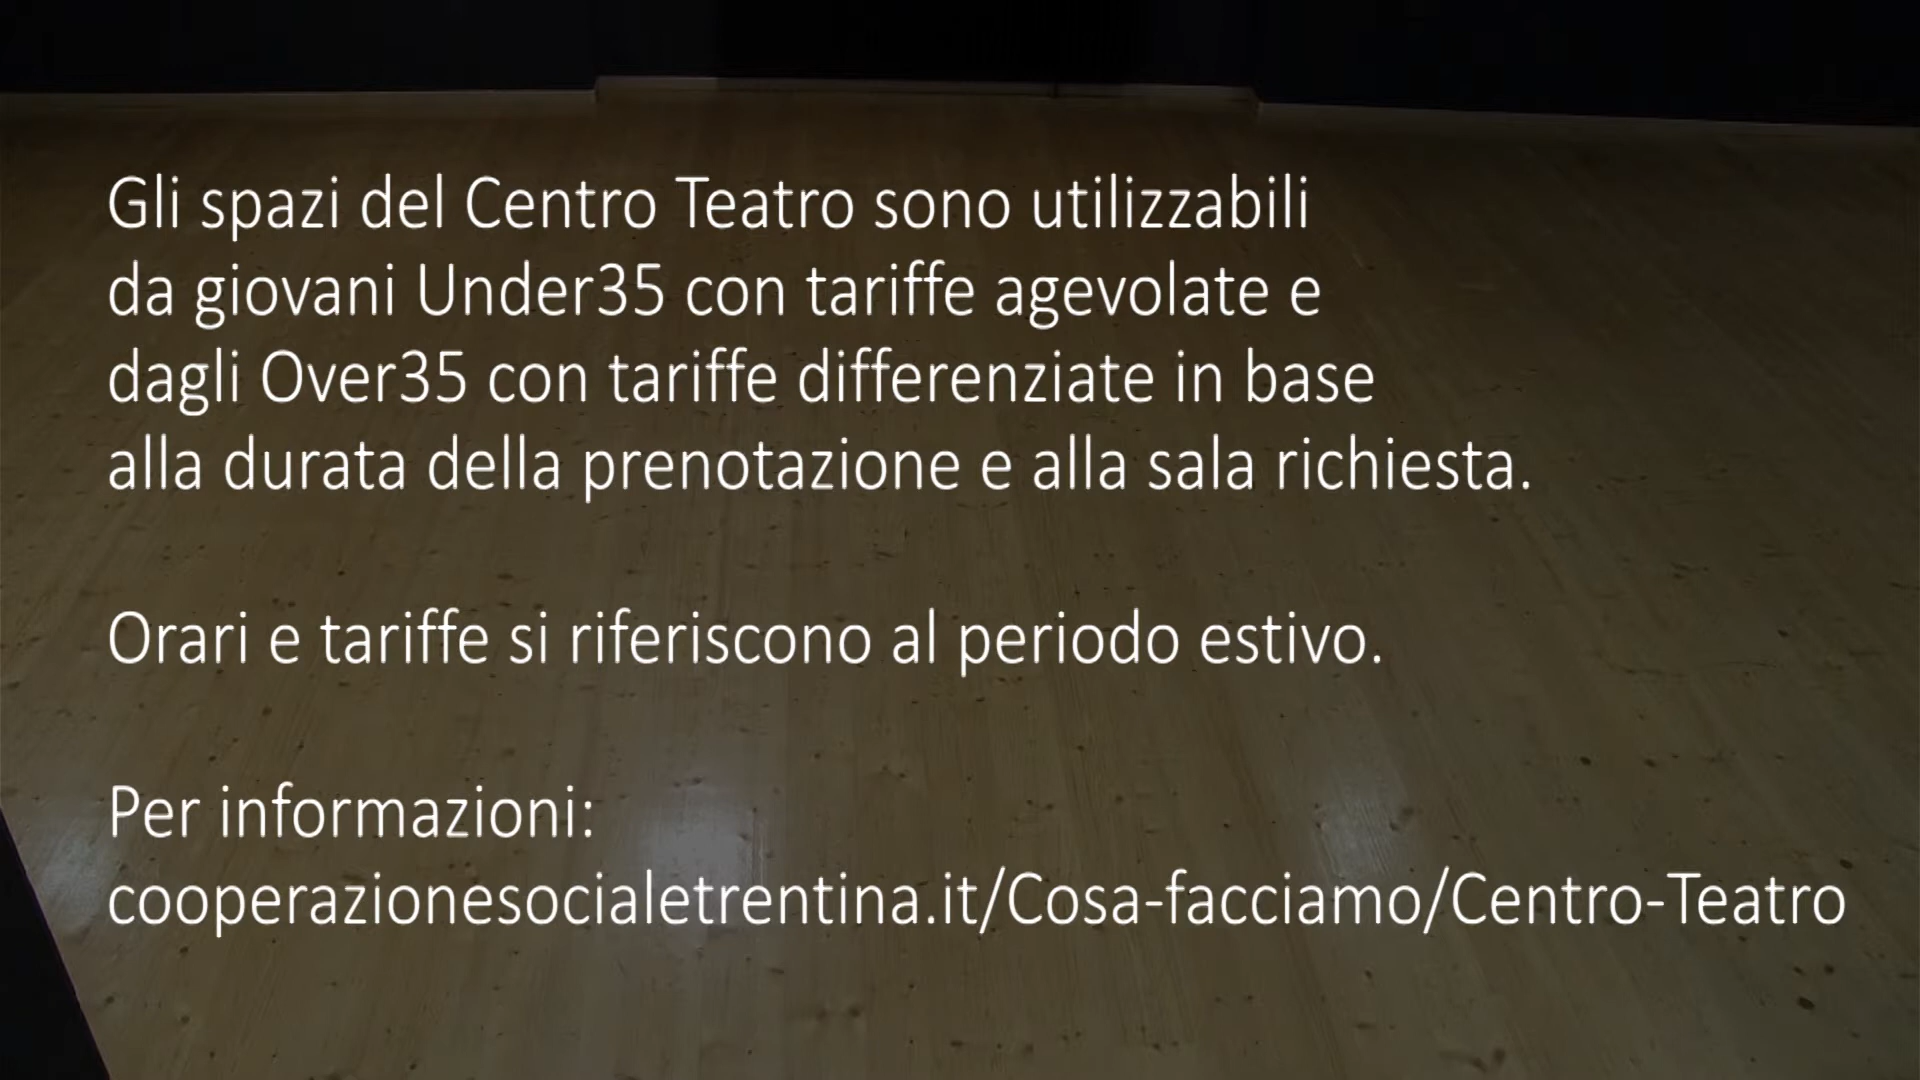 Gli spazi del Centro Teatro sono utilizzabili
da giovani Under35 con tariffe agevolate e
dagli Over35 con tariffe differenziate in base
alla durata della prenotazione e alla sala richiesta.
Orari e tariffe si riferiscono al periodo estivo.
Per informazioni:
cooperazionesocialetrentina.it/Cosa-facciamo/Centro-Teatro